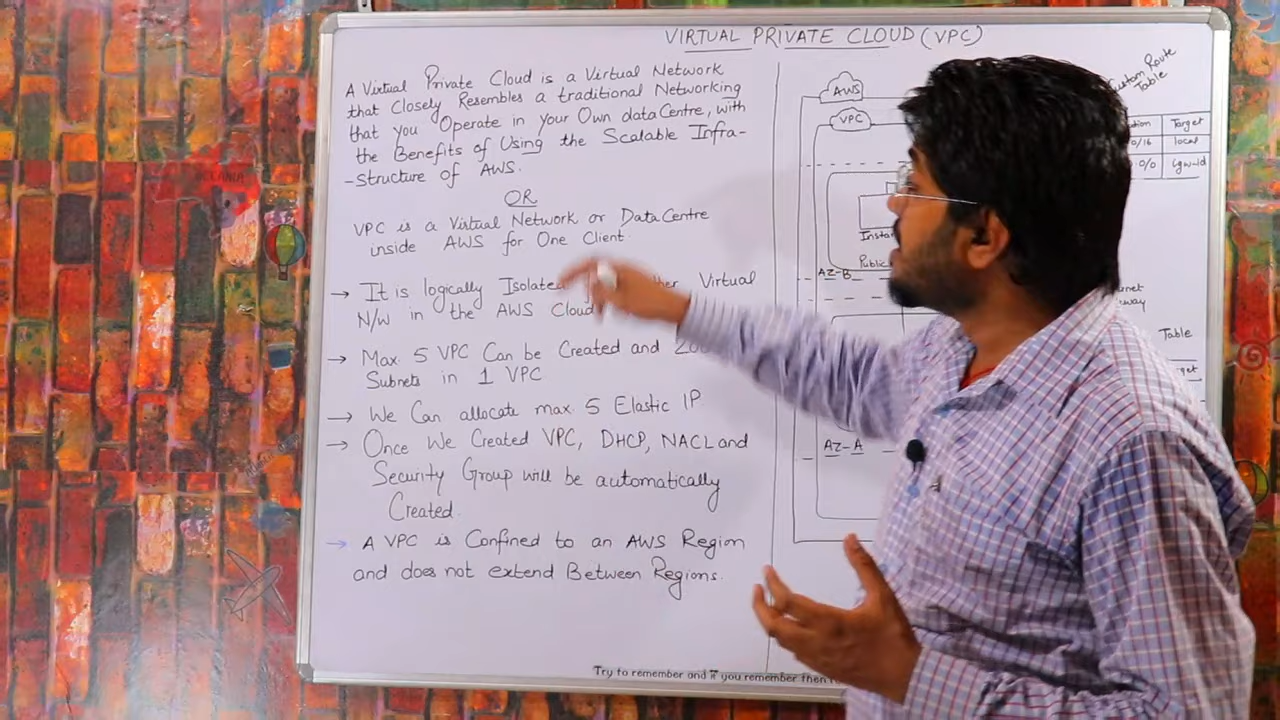 VIRTUAL PRIVATE CLOUD (VPC)
A Virtual Private Cloud is a Virtual Network
that Closely Resembles a traditional Networking
that you Operate in your Own dataCentre, with
the Benefits of Using the Scalable Infra-
-Structure of AWS.
OR
VPC is a Virtual Network or DataCentre
inside AWS for One Client.
→ It is logically Isolated Virtual
N/W in the AWS Cloud
→ Max. 5 VPC Can be Created and
Subnets in 1 VPC
→ We Can allocate max. 5 Elastic IP
→ Once We Created VPC, DHCP, NACL and
Security Group will be automatically
Created.
→ A VPC is Confined to an AWS Region
and does not extend Between Regions.
Try to remember and if you remember then
AWS
VPC
AZ-B
AZ-A
Route
Table
Target
0/16 local
Igw-id
Table